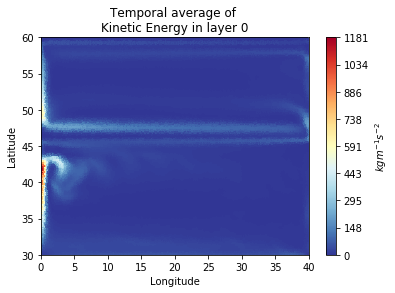 Temporal average of
Kinetic Energy in layer 0
60
55
50
45
40
35
30
Latitude
0 5 10 15 20 25 30 35 40
Longitude
1181
1034
886
738
591
443
295
148
0
kgm⁻¹s⁻²